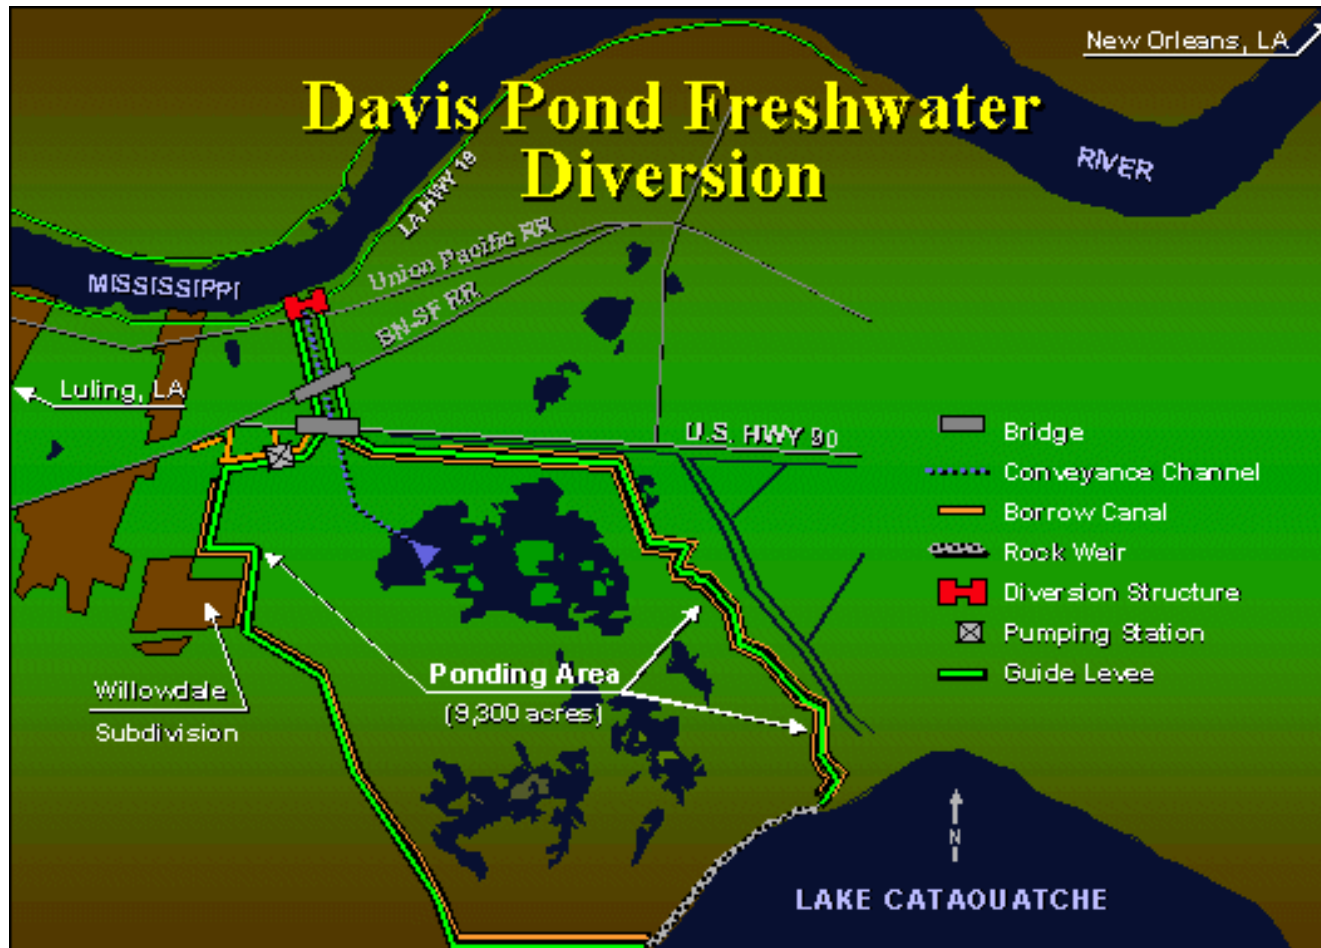 New Orleans, LA
Davis Pond Freshwater
Diversion
RIVER
LA HWY 18
Union Pacific RR
MISSISSIPPI
BN-SF RR
Luling, LA
U.S. HWY 90
Bridge
Conveyance Channel
Borrow Canal
Rock Weir
Diversion Structure
Pumping Station
Guide Levee
Ponding Area
(9,300 acres)
Willowdale
Subdivision
N
LAKE CATAOUATCHE